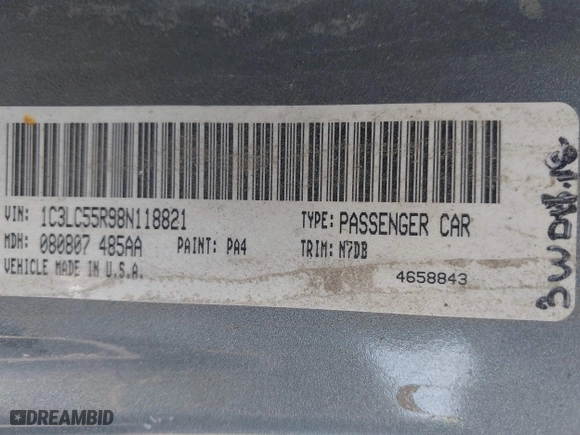 VIN: 1C3LC55R98N118821 TYPE: PASSENGER CAR
MDH: 080807 485AA PAINT: PA4 TRIM: N7DB
VEHICLE MADE IN U.S.A. 4658843
DREAMBID